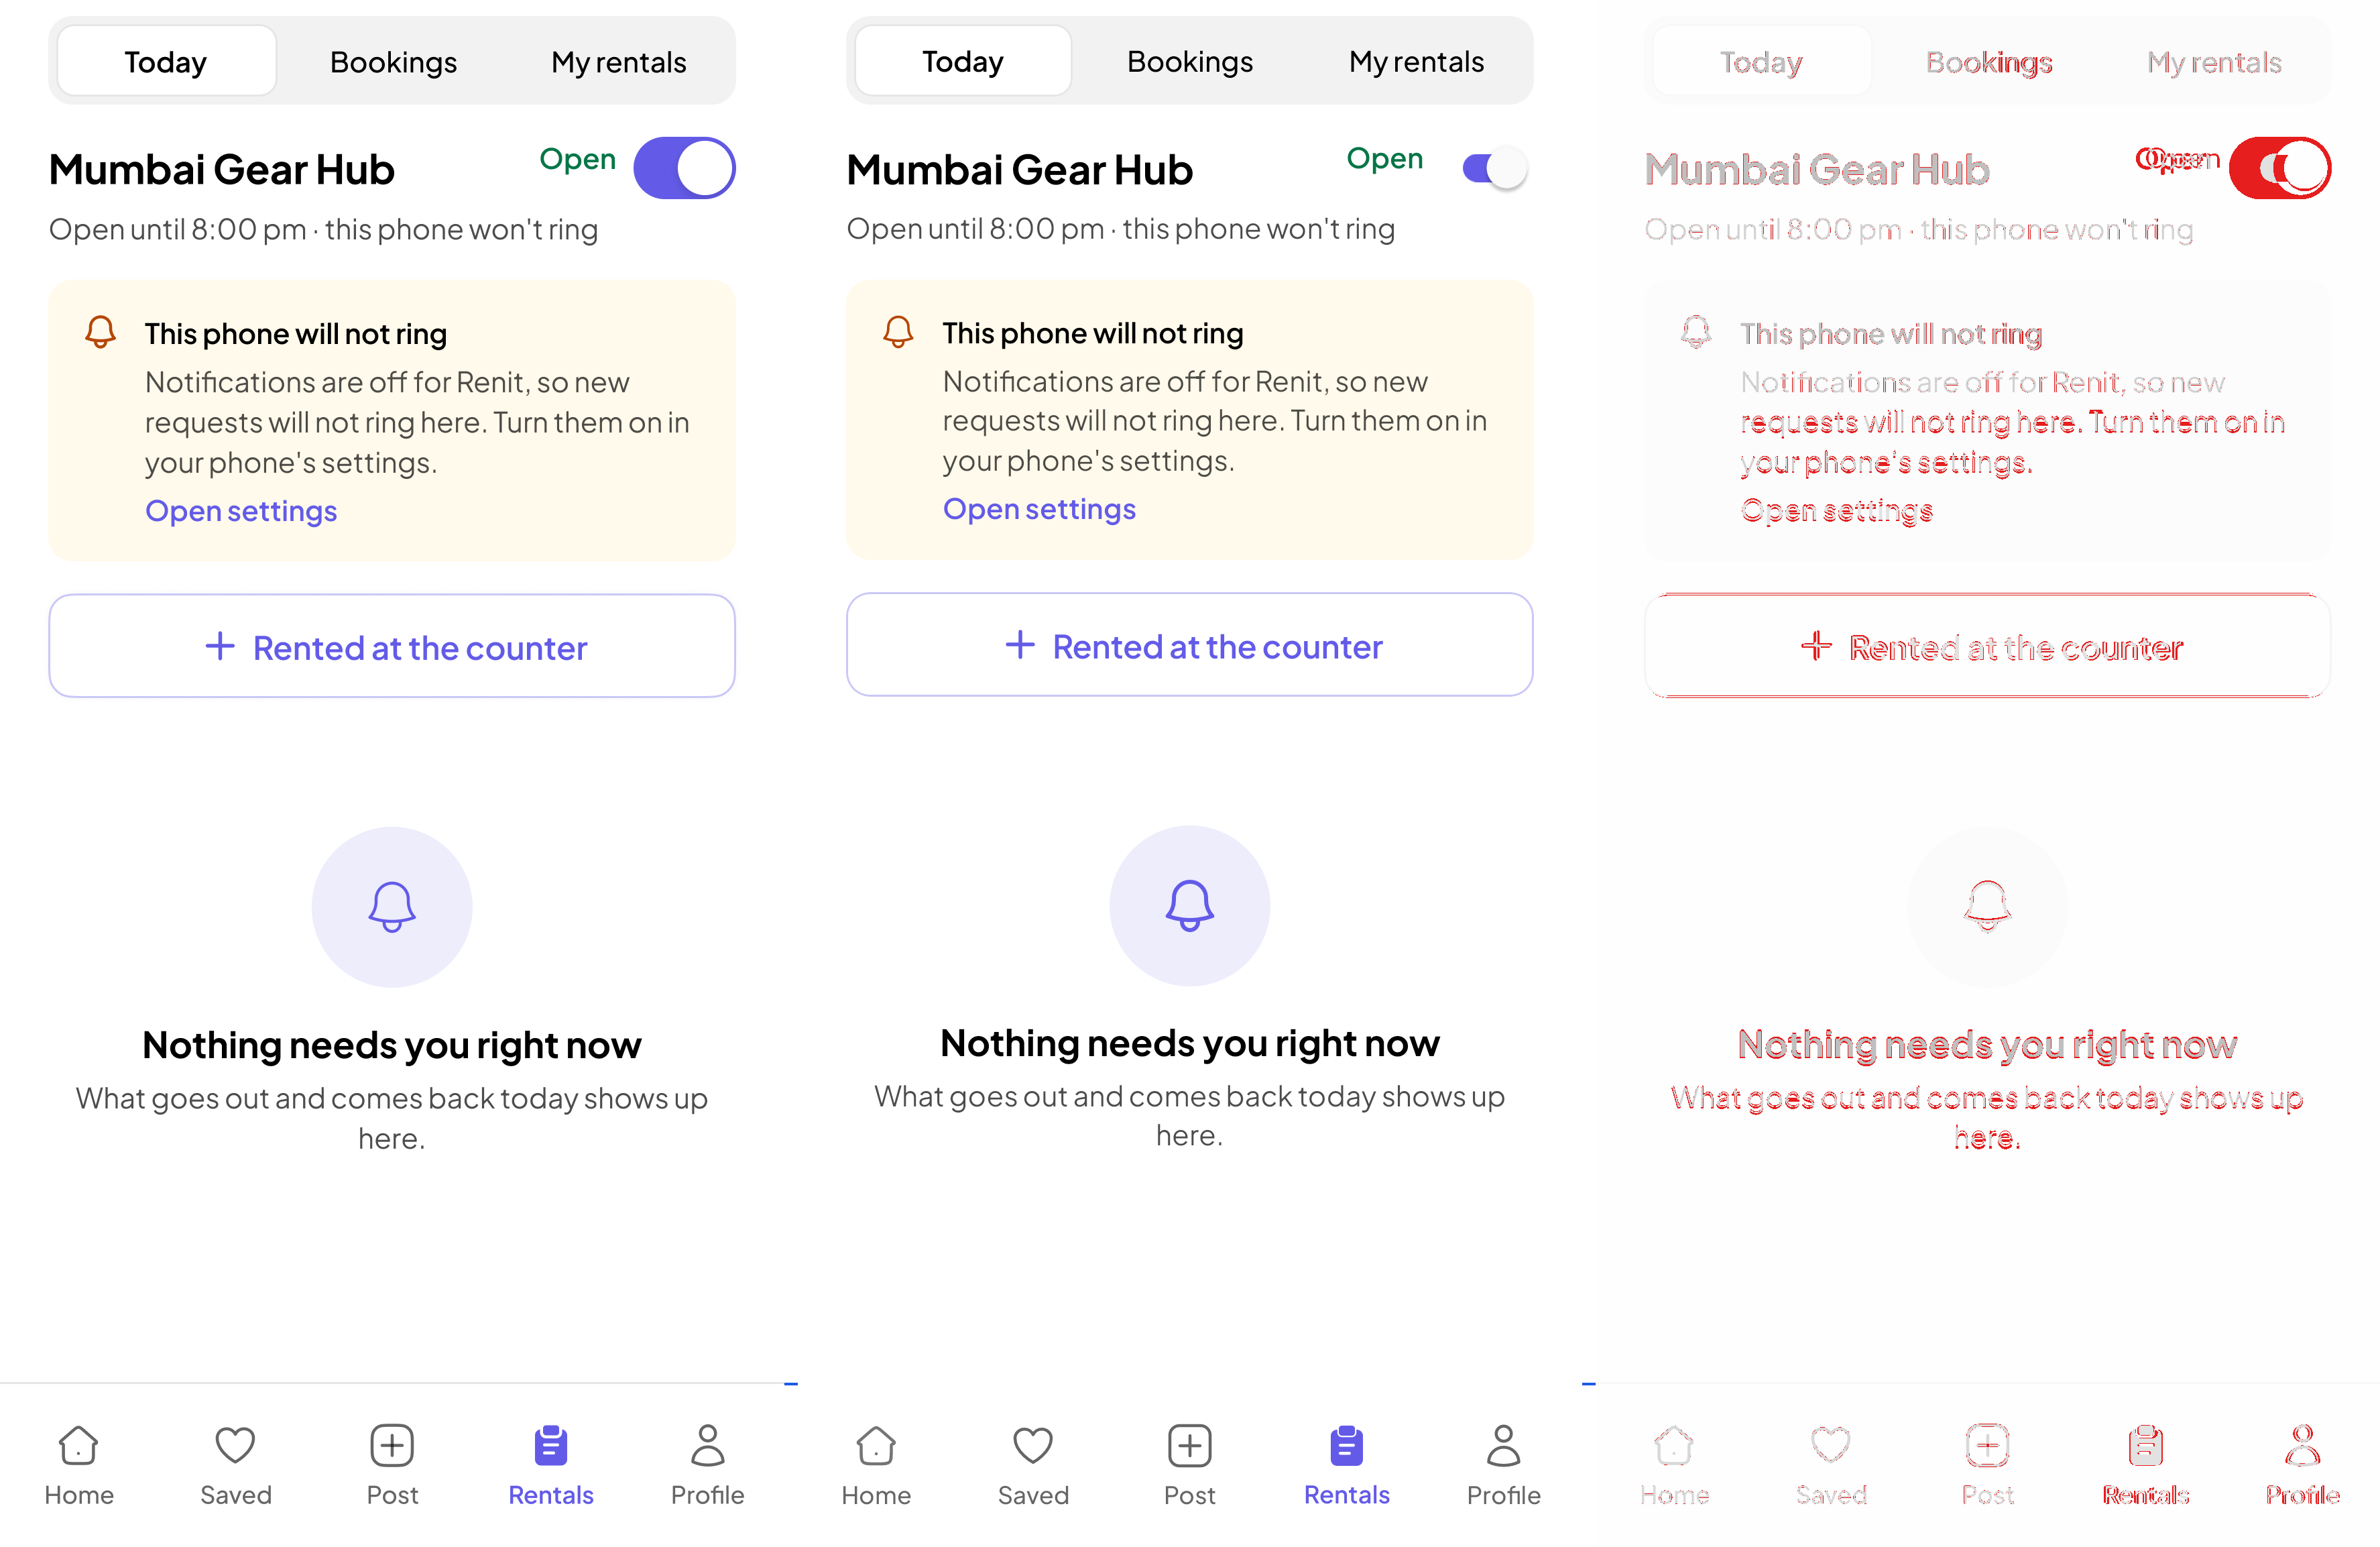 Today Bookings My rentals
Mumbai Gear Hub Open
Open until 8:00 pm · this phone won't ring
This phone will not ring
Notifications are off for Renit, so new
requests will not ring here. Turn them on in
your phone's settings.
Open settings
+ Rented at the counter
Nothing needs you right now
What goes out and comes back today shows up
here.
Home Saved Post Rentals Profile
Today Bookings My rentals
Mumbai Gear Hub Open
Open until 8:00 pm · this phone won't ring
This phone will not ring
Notifications are off for Renit, so new
requests will not ring here. Turn them on in
your phone's settings.
Open settings
+ Rented at the counter
Nothing needs you right now
What goes out and comes back today shows up
here.
Home Saved Post Rentals Profile
Today Bookings My rentals
Mumbai Gear Hub Open
Open until 8:00 pm · this phone won't ring
This phone will not ring
Notifications are off for Renit, so new
requests will not ring here. Turn them on in
your phone's settings.
Open settings
+ Rented at the counter
Nothing needs you right now
What goes out and comes back today shows up
here.
Home Saved Post Rentals Profile